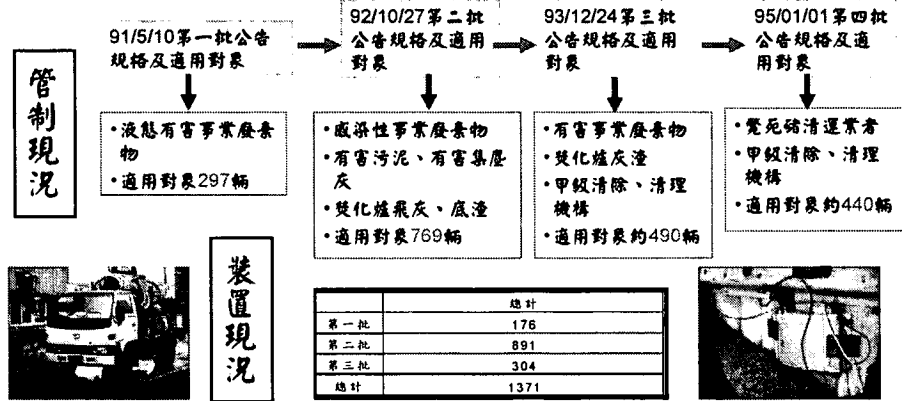 管制現況
91/5/10第一批公告
規格及適用對象
92/10/27第二批
公告規格及適用
對象
93/12/24第三批
公告規格及適用
對象
95/01/01第四批
公告規格及適
用對象
•液態有害事業廢棄
物
•適用對象297輛
•感染性事業廢棄物
•有害污泥、有害集塵
灰
•焚化爐飛灰、底渣
•適用對象769輛
•有害事業廢棄物
•焚化爐灰渣
•甲級清除、清理
機構
•適用對象約490輛
•斃死豬清運業者
•甲級清除、清理
機構
•適用對象約440輛
裝置現況
總計
第一批 176
第二批 891
第三批 304
總計 1371